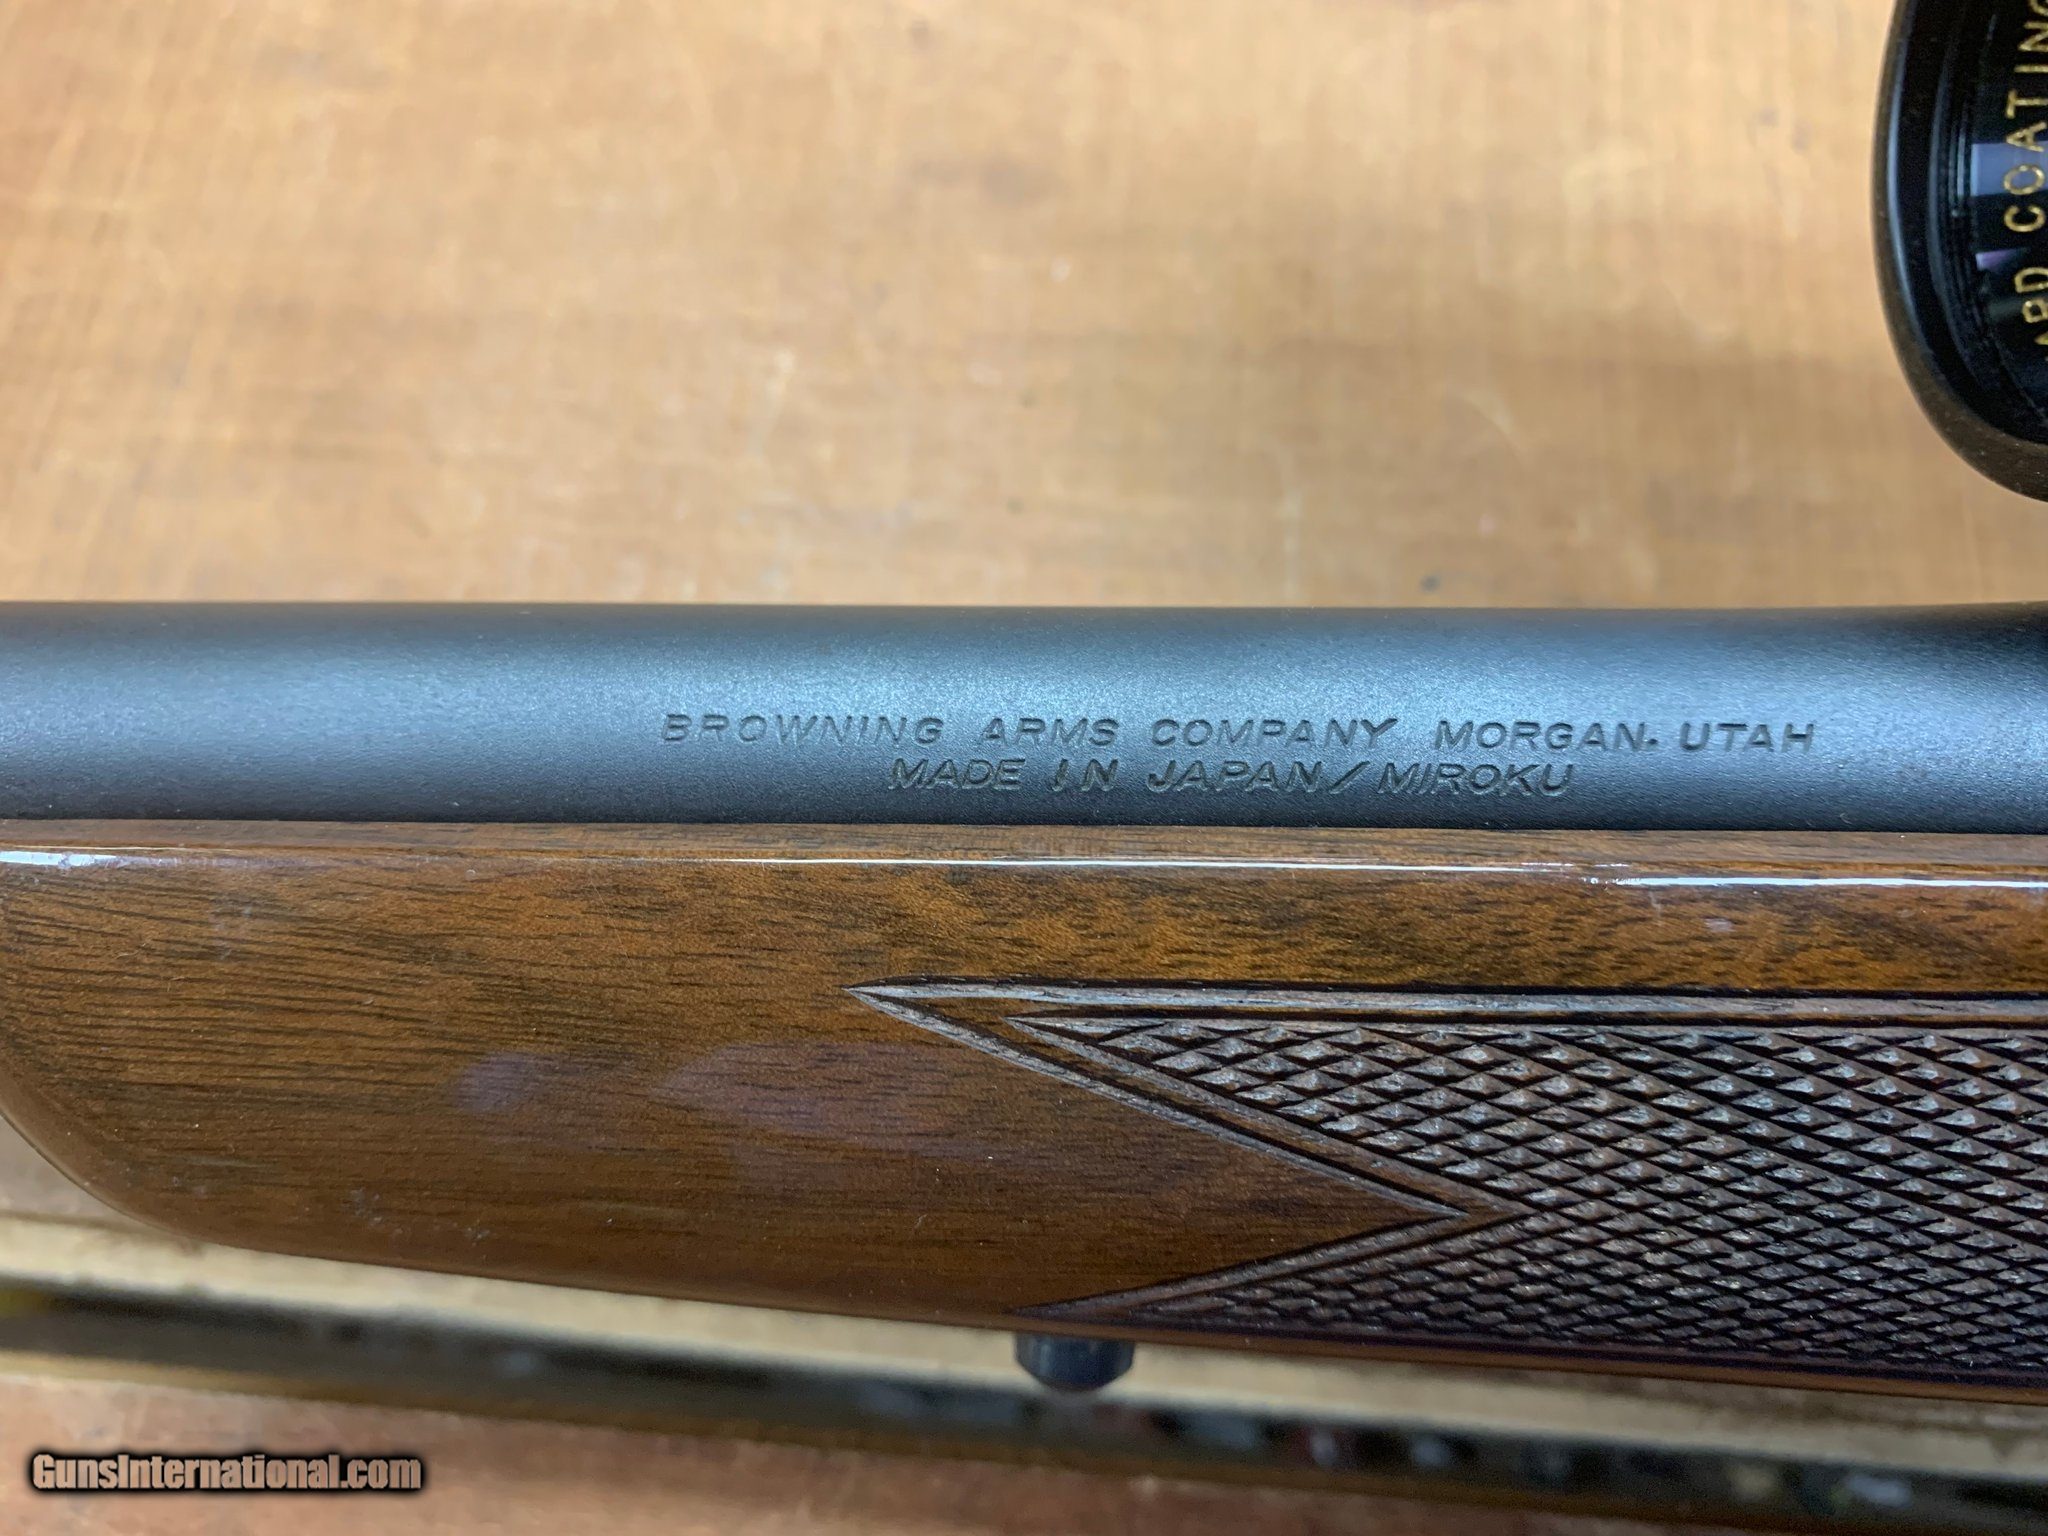 BROWNING ARMS COMPANY MORGAN. UTAH
MADE IN JAPAN/MIROKU
COATING
GunsInternational.com